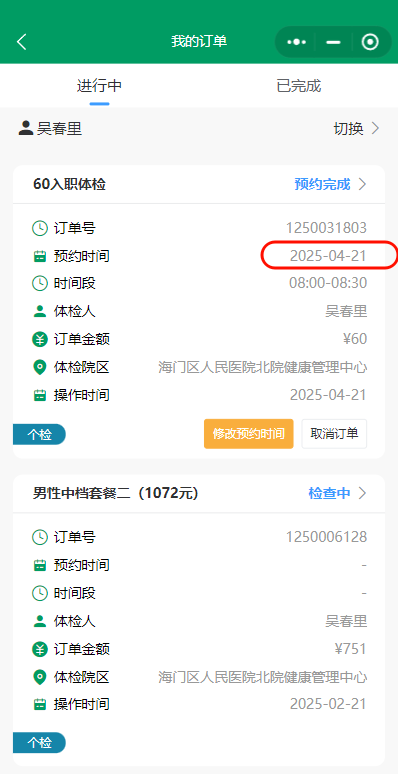 我的订单
进行中 已完成
吴春里 切换
60入职体检 预约完成
订单号 1250031803
预约时间 2025-04-21
时间段 08:00-08:30
体检人 吴春里
订单金额 ¥60
体检院区 海门区人民医院北院健康管理中心
操作时间 2025-04-21
个检 修改预约时间 取消订单
男性中档套餐二（1072元） 检查中
订单号 1250006128
预约时间 -
时间段 -
体检人 吴春里
订单金额 ¥751
体检院区 海门区人民医院北院健康管理中心
操作时间 2025-02-21
个检